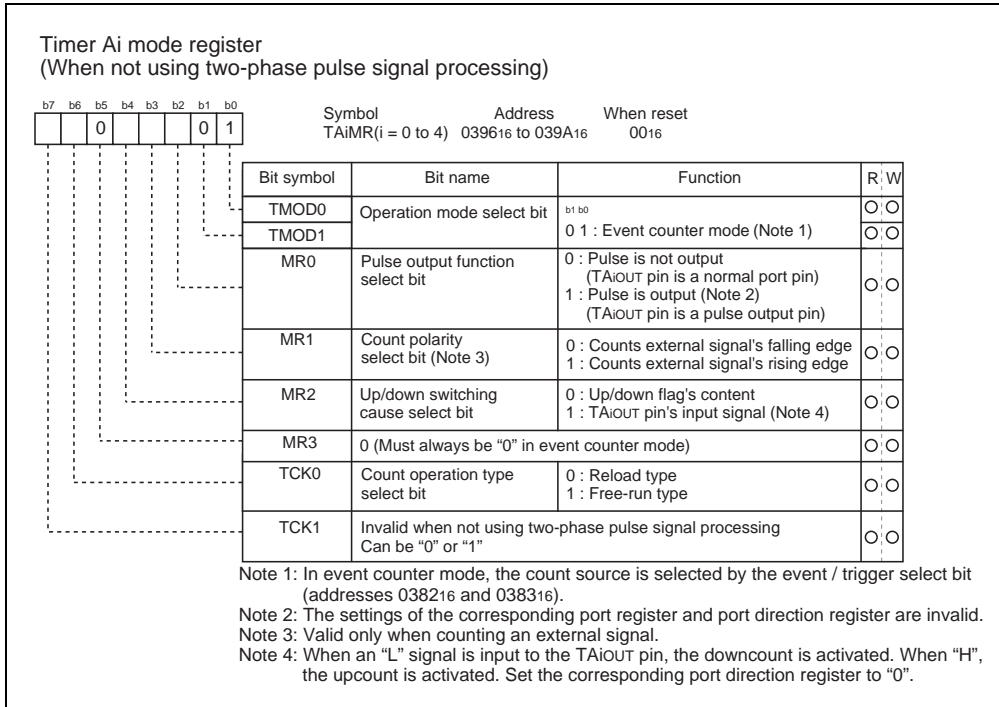 Timer Ai mode register
(When not using two-phase pulse signal processing)
b7 b6 b5 b4 b3 b2 b1 b0
0 0 1
Symbol Address When reset
TAiMR(i = 0 to 4) 039616 to 039A16 0016
Bit symbol Bit name Function R W
TMOD0 Operation mode select bit b1 b0
TMOD1 0 1 : Event counter mode (Note 1)
MR0 Pulse output function 0 : Pulse is not output
select bit (TAiOUT pin is a normal port pin)
1 : Pulse is output (Note 2)
(TAiOUT pin is a pulse output pin)
MR1 Count polarity 0 : Counts external signal's falling edge
select bit (Note 3) 1 : Counts external signal's rising edge
MR2 Up/down switching 0 : Up/down flag's content
cause select bit 1 : TAiOUT pin's input signal (Note 4)
MR3 0 (Must always be “0” in event counter mode)
TCK0 Count operation type 0 : Reload type
select bit 1 : Free-run type
TCK1 Invalid when not using two-phase pulse signal processing
Can be “0” or “1”
Note 1: In event counter mode, the count source is selected by the event / trigger select bit
(addresses 038216 and 038316).
Note 2: The settings of the corresponding port register and port direction register are invalid.
Note 3: Valid only when counting an external signal.
Note 4: When an “L” signal is input to the TAiOUT pin, the downcount is activated. When “H”,
the upcount is activated. Set the corresponding port direction register to “0”.